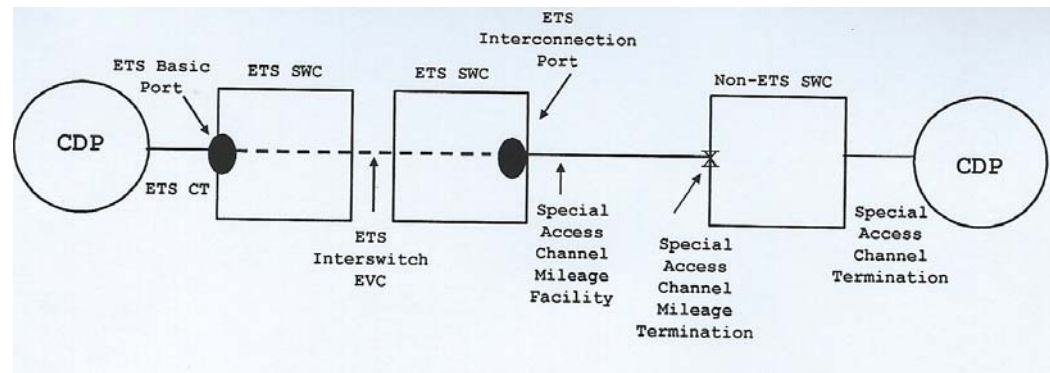 ETS
Interconnection
Port
ETS Basic
Port
ETS SWC
ETS SWC
Non-ETS SWC
CDP
CDP
ETS CT
ETS
Interswitch
EVC
Special
Access
Channel
Mileage
Facility
Special
Access
Channel
Mileage
Termination
Special
Access
Channel
Termination